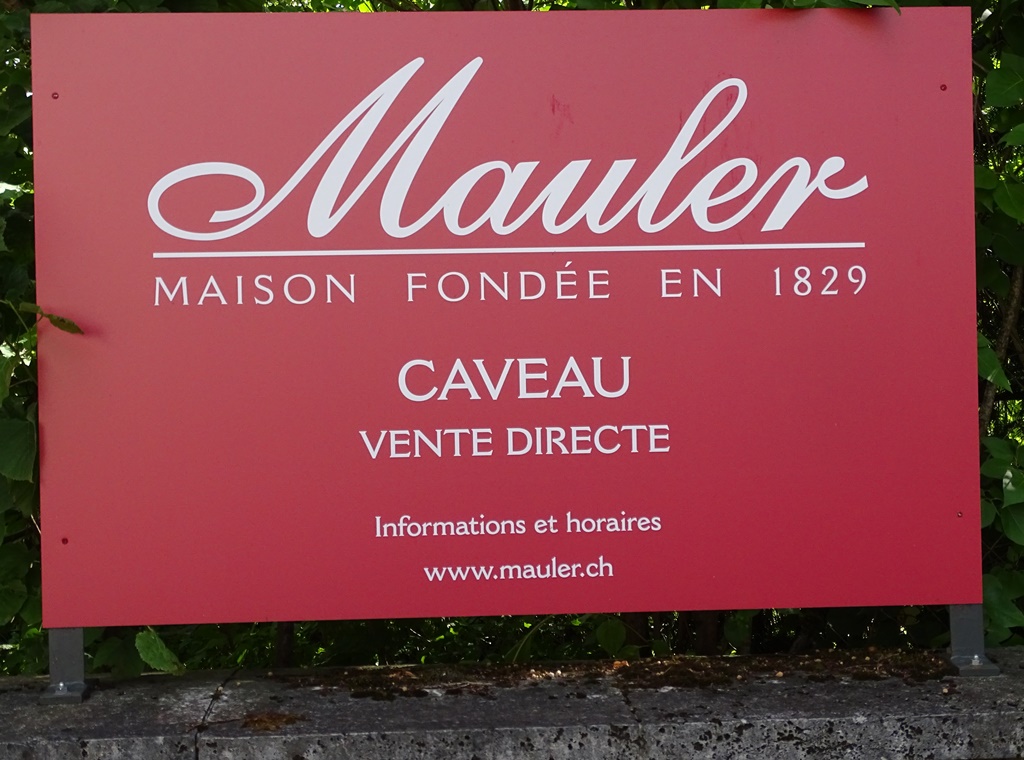 Mauler
MAISON FONDÉE EN 1829
CAVEAU
VENTE DIRECTE
Informations et horaires
www.mauler.ch